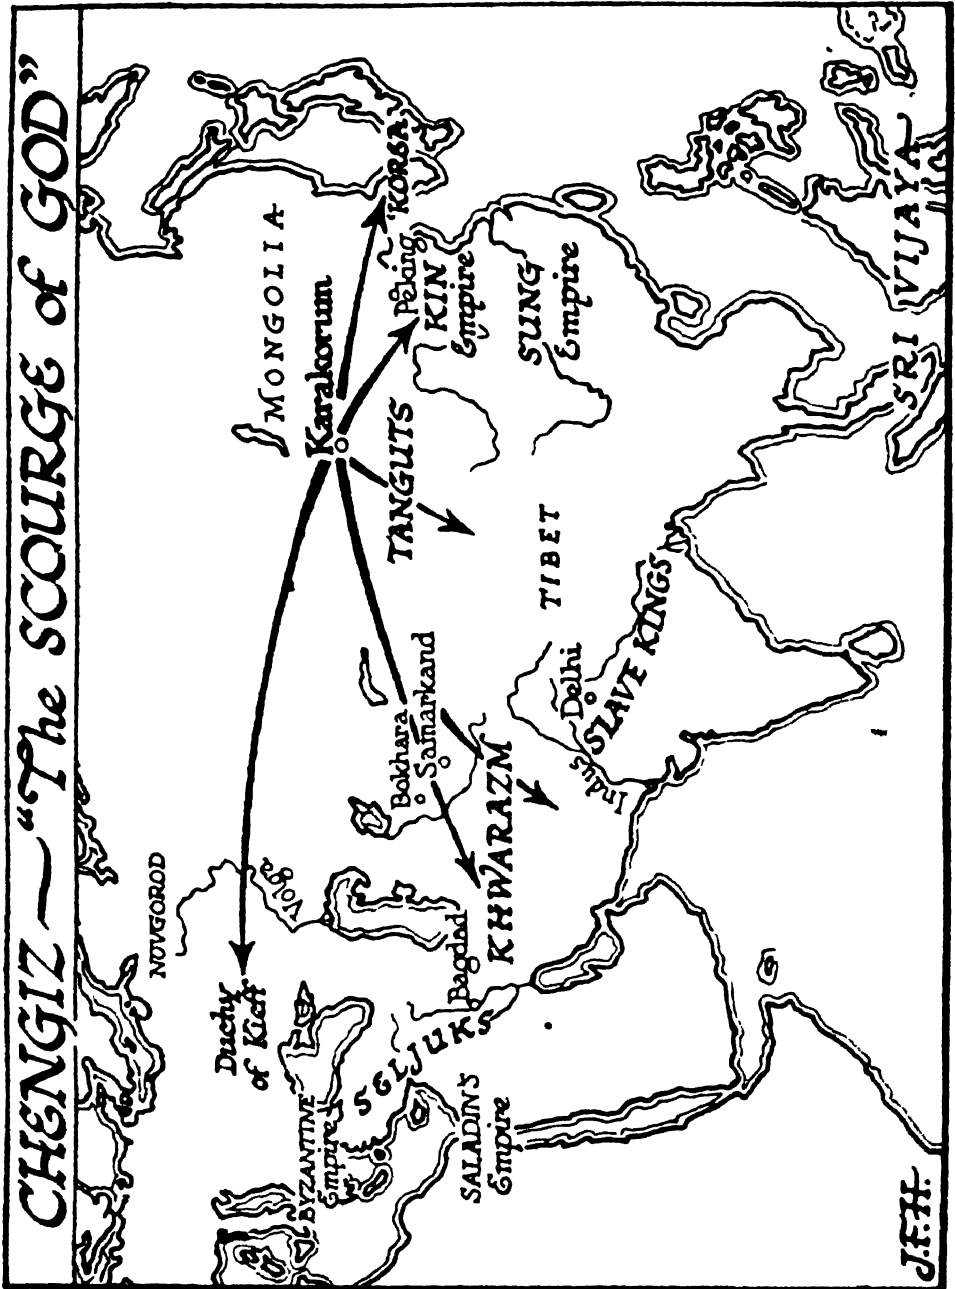 CHENGIZ—"The SCOURGE of GOD"
MONGOLIA
Karakorum
KOREA
Peking
KIN
Empire
SUNG
Empire
TANGUTS
TIBET
NOVGOROD
Volga
Duchy
of Kief
Bokhara
Samarkand
KHWARAZM
Indus
Delhi
SLAVE KINGS
Bagdad
SELJUKS
BYZANTINE
Empire
SALADIN'S
Empire
SRI VIJAYA
J.F.H.